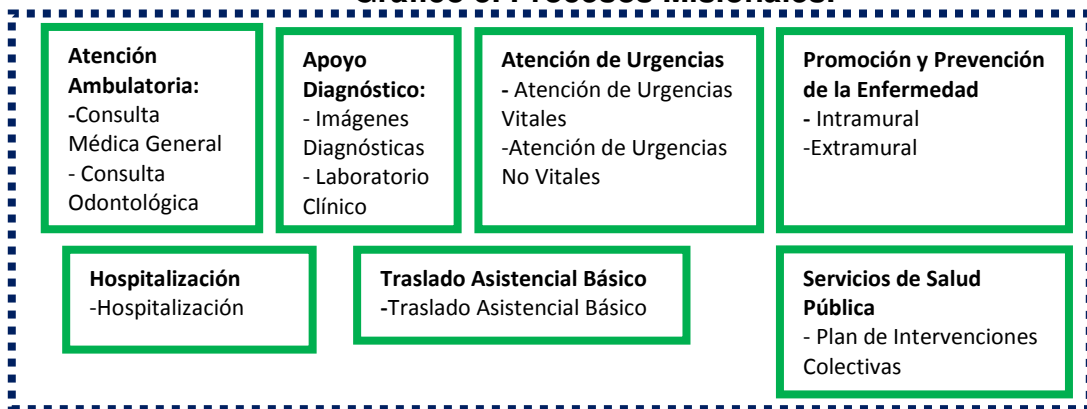 Procesos Misionales.
Atención
Ambulatoria:
-Consulta
Médica General
- Consulta
Odontológica
Apoyo
Diagnóstico:
- Imágenes
Diagnósticas
- Laboratorio
Clínico
Atención de Urgencias
- Atención de Urgencias
Vitales
-Atención de Urgencias
No Vitales
Promoción y Prevención
de la Enfermedad
- Intramural
-Extramural
Hospitalización
-Hospitalización
Traslado Asistencial Básico
-Traslado Asistencial Básico
Servicios de Salud
Pública
- Plan de Intervenciones
Colectivas